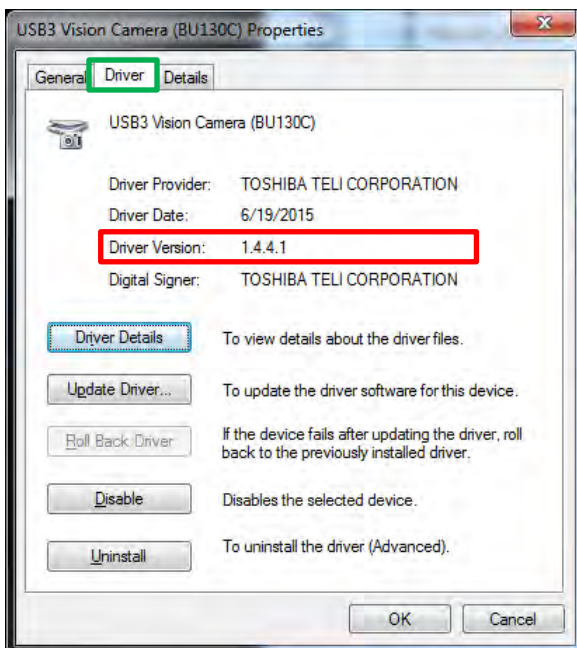 USB3 Vision Camera (BU130C) Properties
General Driver Details
USB3 Vision Camera (BU130C)
Driver Provider: TOSHIBA TELI CORPORATION
Driver Date: 6/19/2015
Driver Version: 1.4.4.1
Digital Signer: TOSHIBA TELI CORPORATION
Driver Details To view details about the driver files.
Update Driver... To update the driver software for this device.
Roll Back Driver If the device fails after updating the driver, roll
back to the previously installed driver.
Disable Disables the selected device.
Uninstall To uninstall the driver (Advanced).
OK Cancel